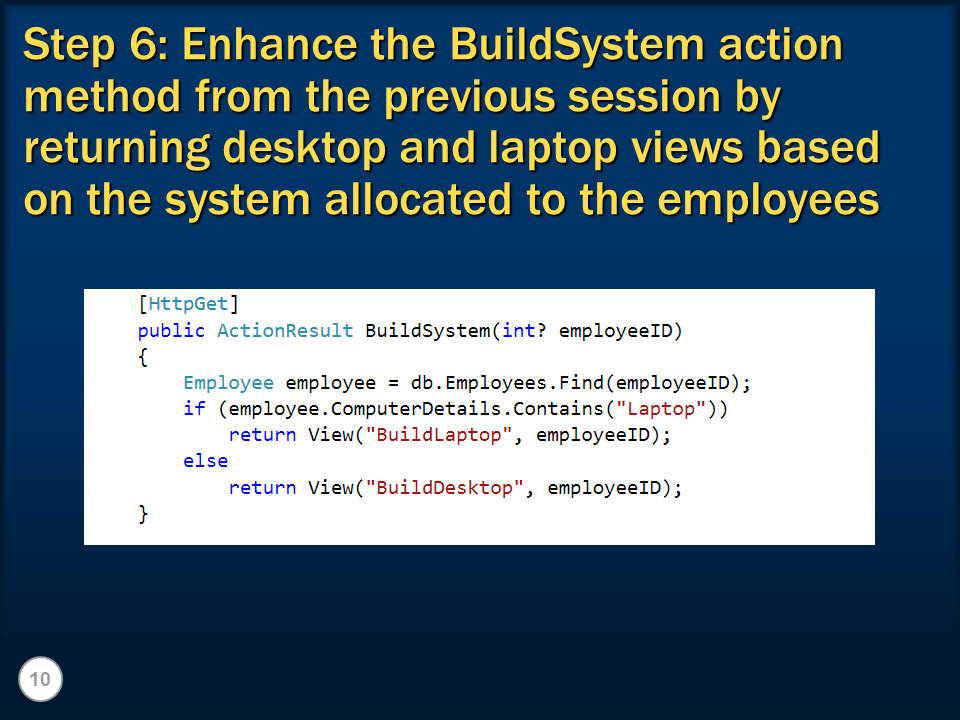 Step 6: Enhance the BuildSystem action
method from the previous session by
returning desktop and laptop views based
on the system allocated to the employees
[HttpGet]
public ActionResult BuildSystem(int? employeeID)
{
Employee employee = db.Employees.Find(employeeID);
if (employee.ComputerDetails.Contains("Laptop"))
return View("BuildLaptop", employeeID);
else
return View("BuildDesktop", employeeID);
}
10